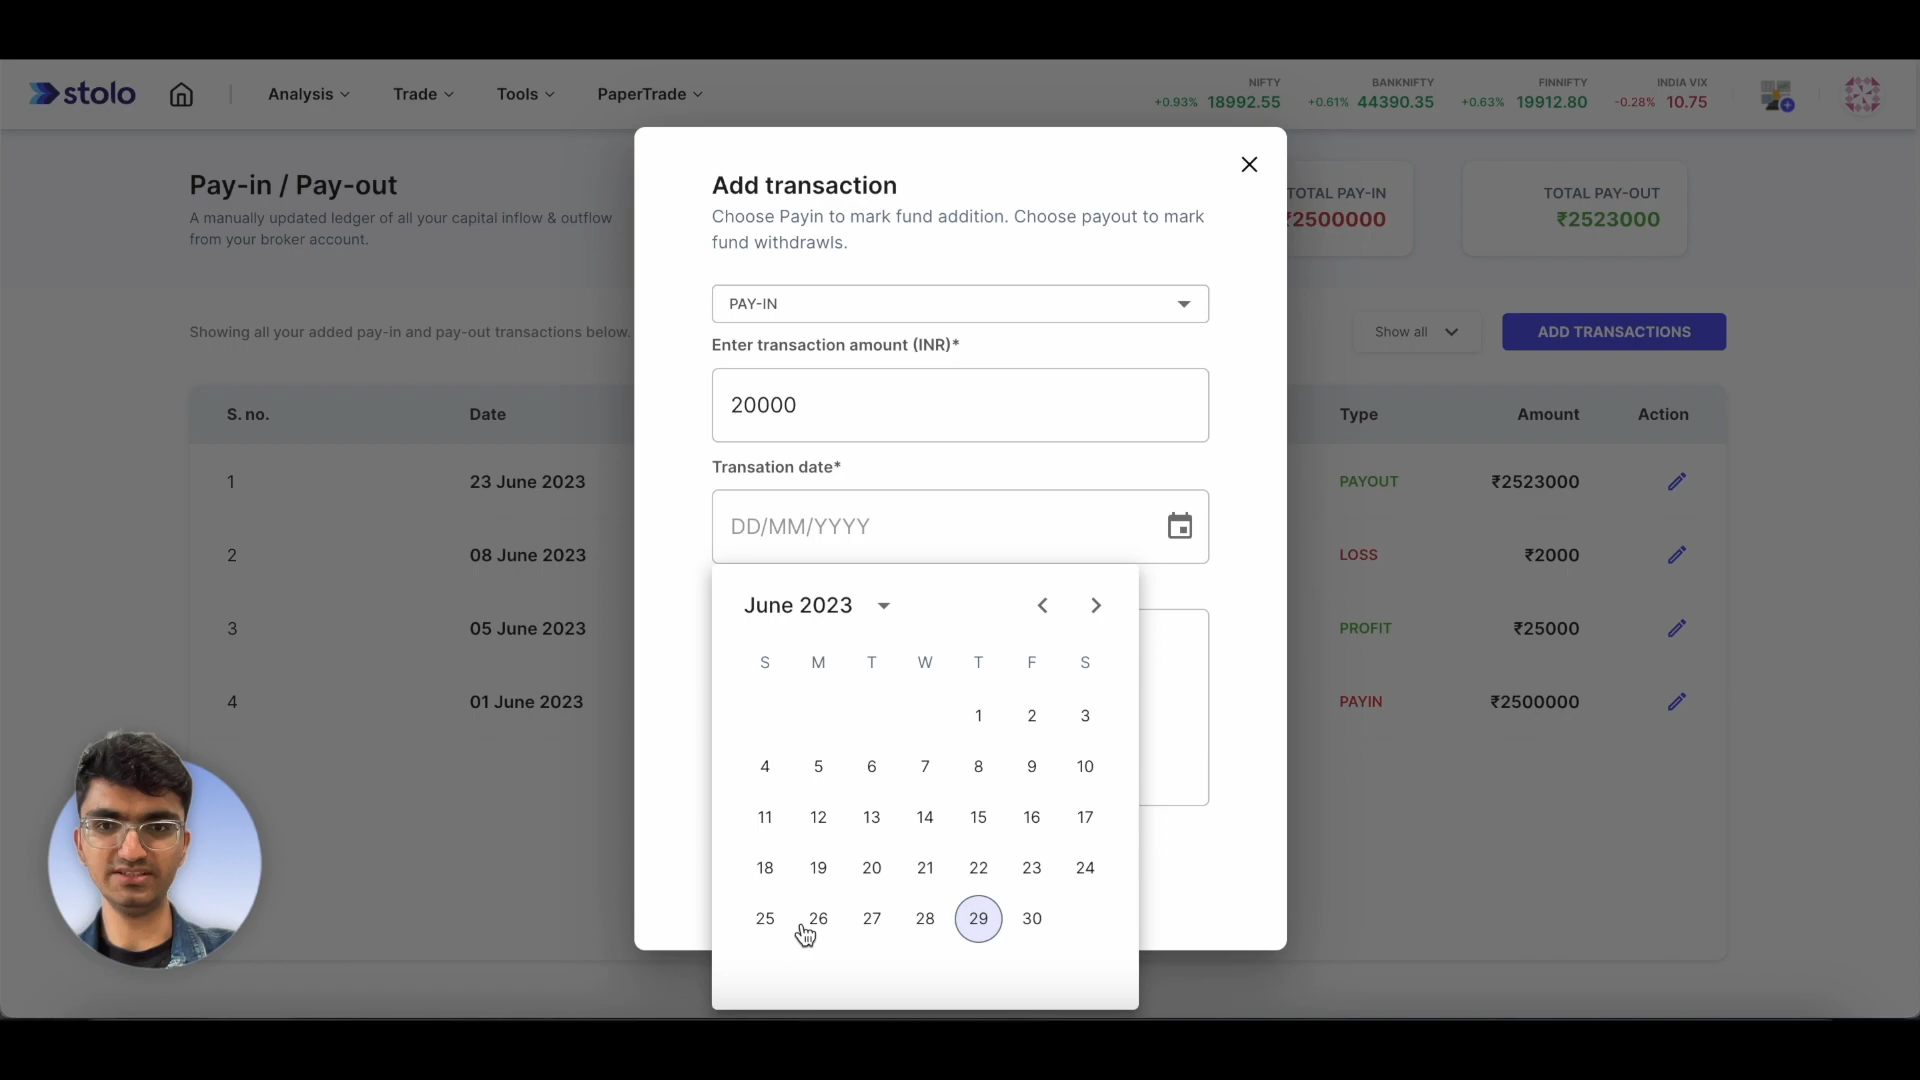 stolo
Analysis
Trade
Tools
PaperTrade
NIFTY
+0.93% 18992.55
BANKNIFTY
+0.61% 44390.35
FINNIFTY
+0.63% 19912.80
INDIA VIX
-0.28% 10.75
Pay-in / Pay-out
A manually updated ledger of all your capital inflow & outflow
from your broker account.
TOTAL PAY-IN
₹2500000
TOTAL PAY-OUT
₹2523000
Showing all your added pay-in and pay-out transactions below.
Show all
ADD TRANSACTIONS
S. no. Date Type Amount Action
1 23 June 2023 PAYOUT ₹2523000
2 08 June 2023 LOSS ₹2000
3 05 June 2023 PROFIT ₹25000
4 01 June 2023 PAYIN ₹2500000
Add transaction
Choose Payin to mark fund addition. Choose payout to mark
fund withdrawls.
PAY-IN
Enter transaction amount (INR)*
20000
Transation date*
DD/MM/YYYY
June 2023
S M T W T F S
1 2 3
4 5 6 7 8 9 10
11 12 13 14 15 16 17
18 19 20 21 22 23 24
25 26 27 28 29 30